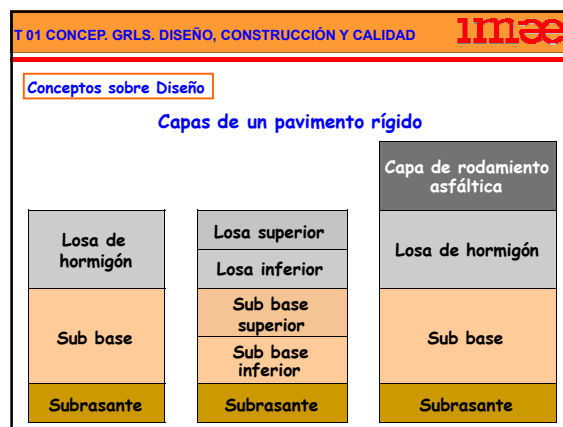 T 01 CONCEP. GRLS. DISEÑO, CONSTRUCCIÓN Y CALIDAD
ımæ
Conceptos sobre Diseño
Capas de un pavimento rígido
Losa de
hormigón
Sub base
Subrasante
Losa superior
Losa inferior
Sub base
superior
Sub base
inferior
Subrasante
Capa de rodamiento
asfáltica
Losa de hormigón
Sub base
Subrasante